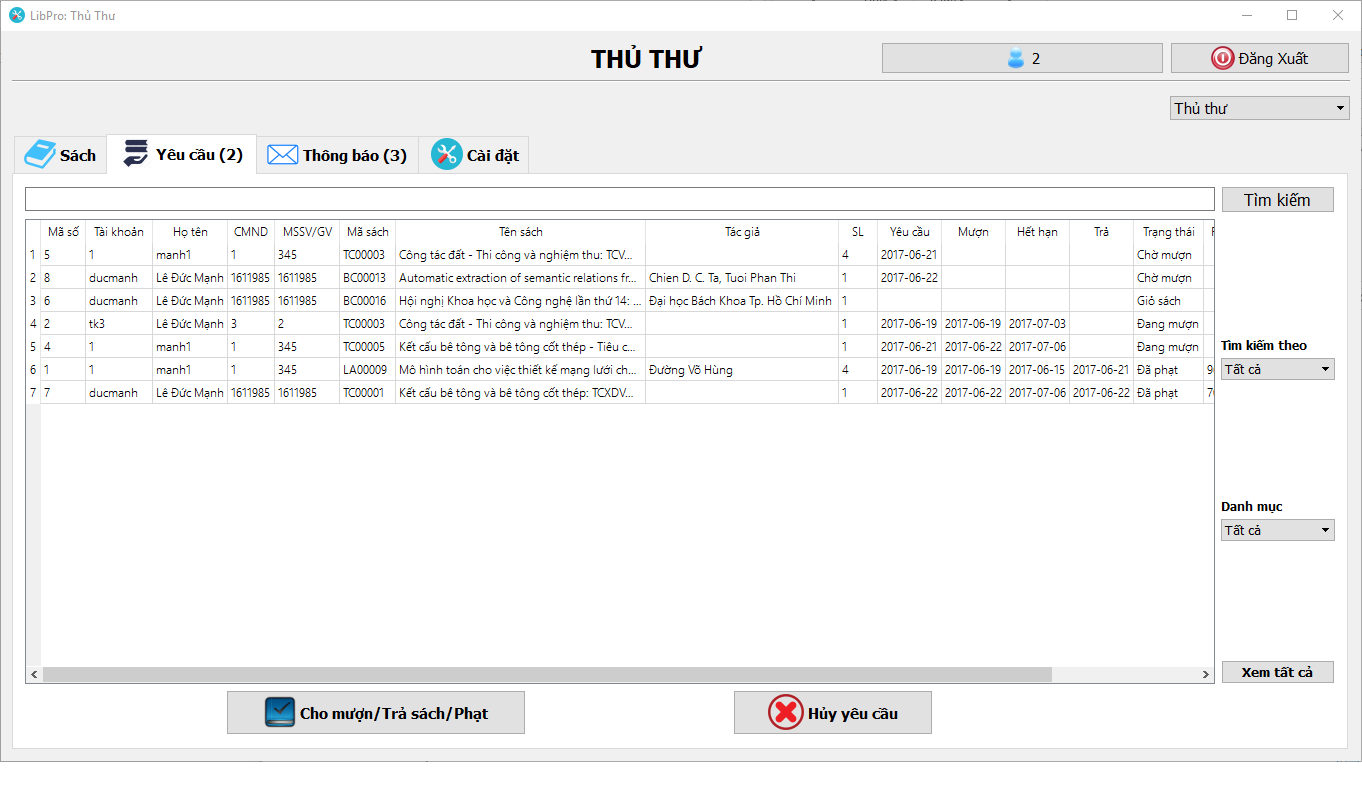 LibPro: Thủ Thư
THỦ THƯ
2
Đăng Xuất
Thủ thư
Sách
Yêu cầu (2)
Thông báo (3)
Cài đặt
Tìm kiếm
Mã số Tài khoản Họ tên CMND MSSV/GV Mã sách Tên sách Tác giả SL Yêu cầu Mượn Hết hạn Trả Trạng thái
1 5 1 manh1 1 345 TC00003 Công tác đất - Thi công và nghiệm thu: TCV... 4 2017-06-21 Chờ mượn
2 8 ducmanh Lê Đức Mạnh 1611985 1611985 BC00013 Automatic extraction of semantic relations fr... Chien D. C. Ta, Tuoi Phan Thi 1 2017-06-22 Chờ mượn
3 6 ducmanh Lê Đức Mạnh 1611985 1611985 BC00016 Hội nghị Khoa học và Công nghệ lần thứ 14: ... Đại học Bách Khoa Tp. Hồ Chí Minh 1 Giỏ sách
4 2 tk3 Lê Đức Mạnh 3 2 TC00003 Công tác đất - Thi công và nghiệm thu: TCV... 1 2017-06-19 2017-06-19 2017-07-03 Đang mượn
5 4 1 manh1 1 345 TC00005 Kết cấu bê tông và bê tông cốt thép - Tiêu c... 1 2017-06-21 2017-06-22 2017-07-06 Đang mượn
6 1 1 manh1 1 345 LA00009 Mô hình toán cho việc thiết kế mạng lưới ch... Đường Võ Hùng 4 2017-06-19 2017-06-19 2017-06-15 2017-06-21 Đã phạt
7 7 ducmanh Lê Đức Mạnh 1611985 1611985 TC00001 Kết cấu bê tông và bê tông cốt thép: TCXDV... 1 2017-06-22 2017-06-22 2017-07-06 2017-06-22 Đã phạt
Tìm kiếm theo
Tất cả
Danh mục
Tất cả
Xem tất cả
Cho mượn/Trả sách/Phạt
Hủy yêu cầu